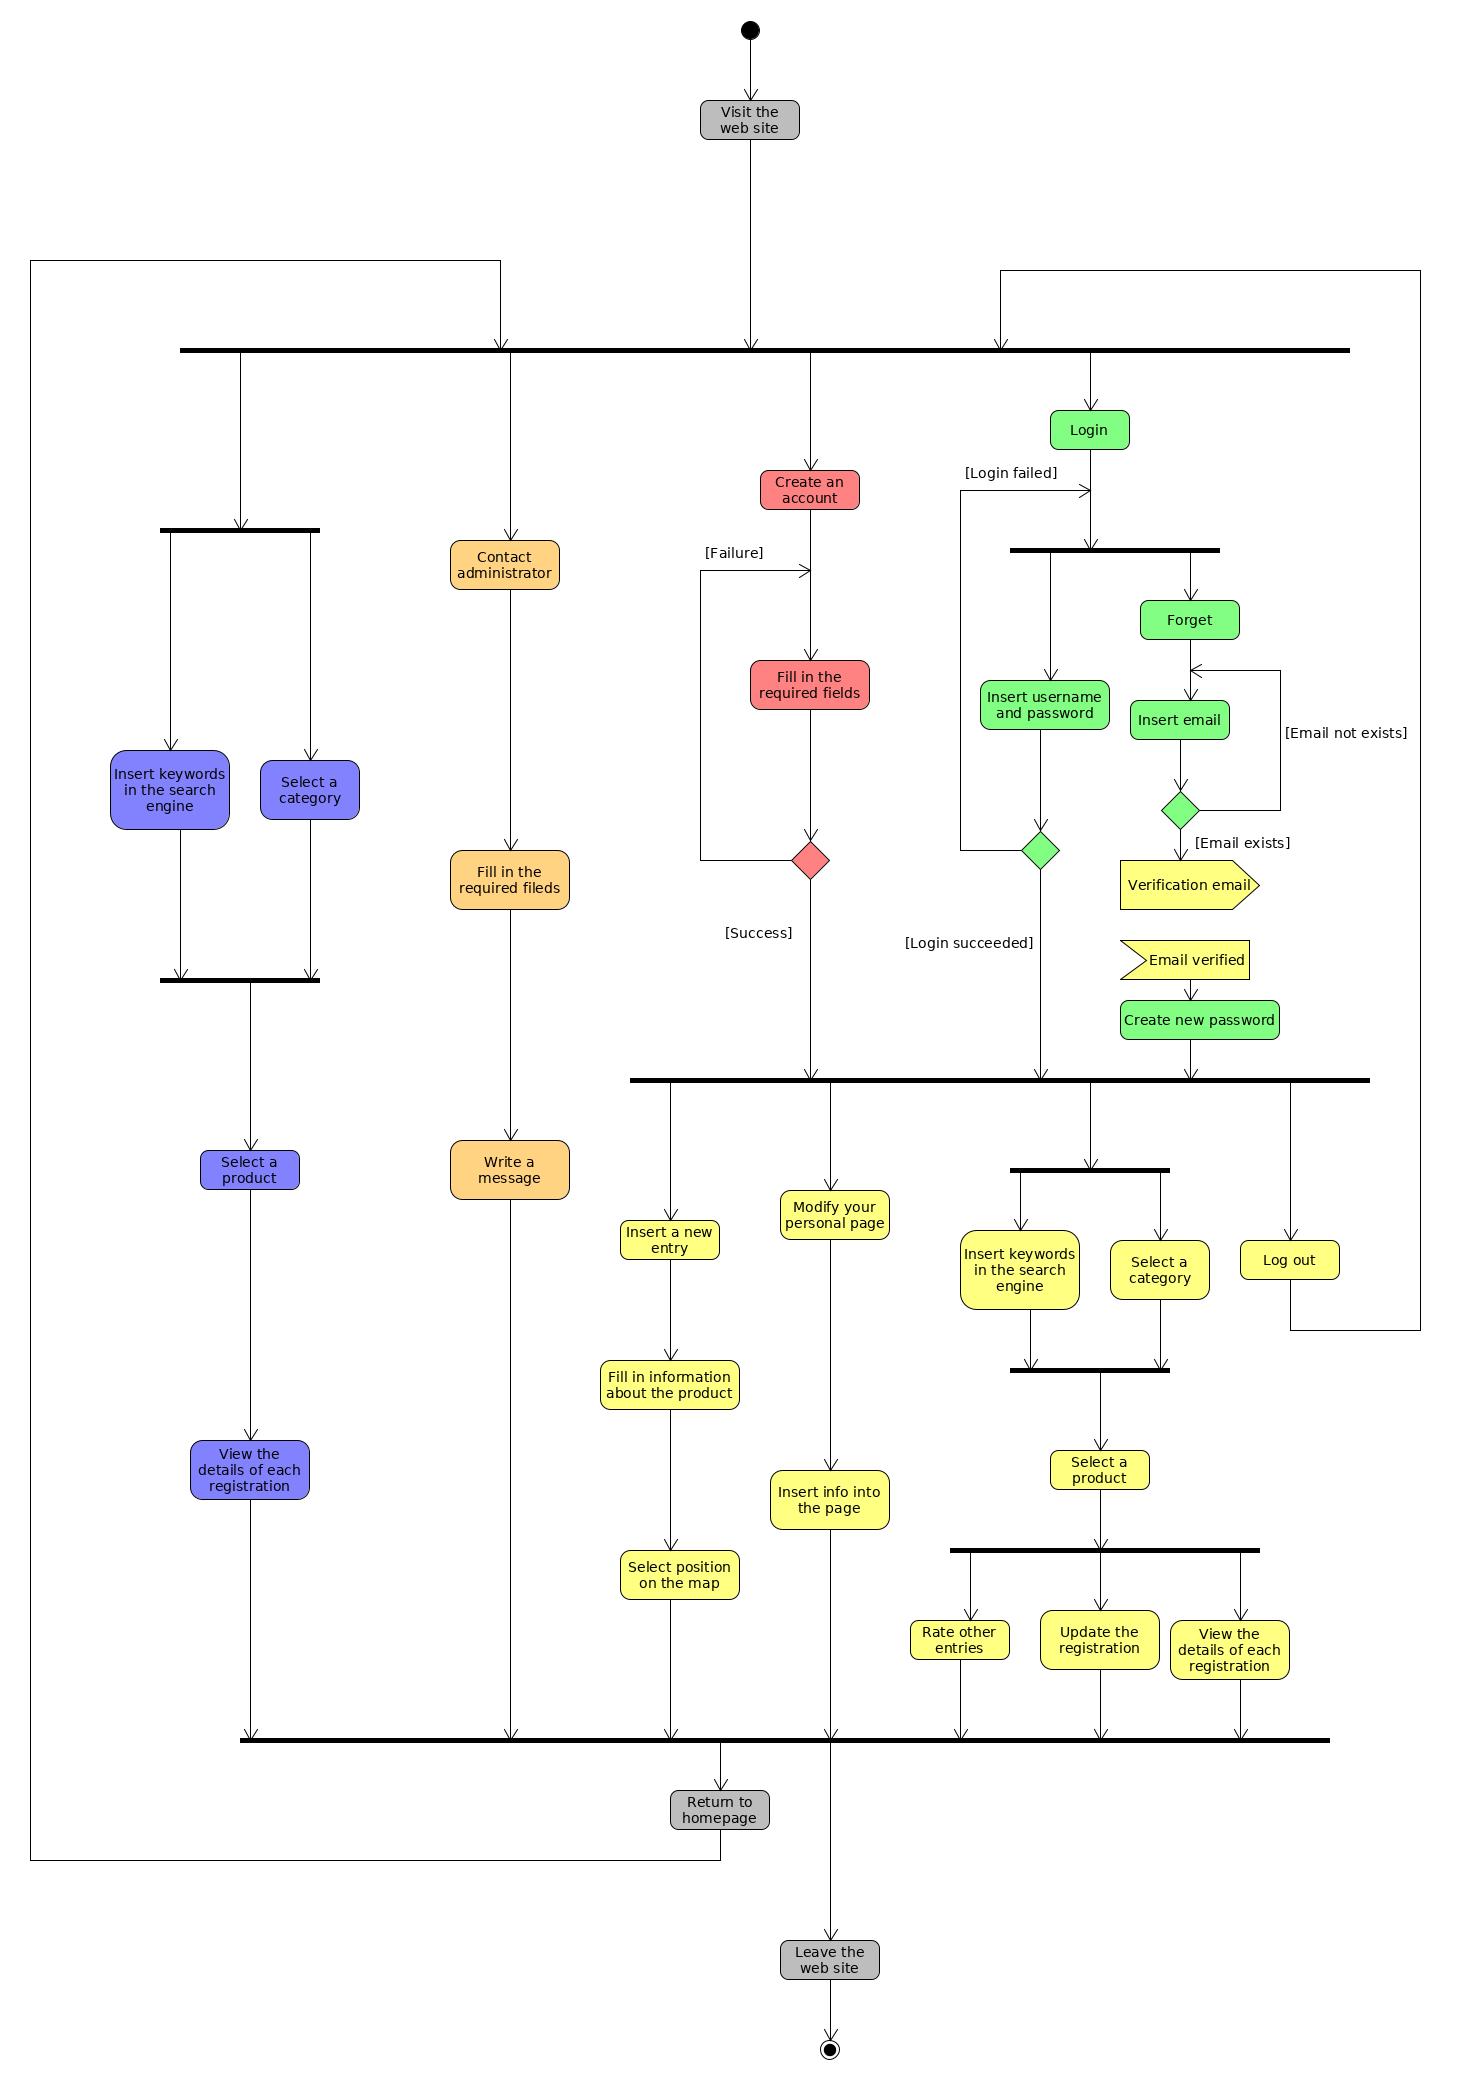 Visit the
web site
Login
[Login failed]
Create an
account
[Failure]
Contact
administrator
Forget
Fill in the
required fields
Insert username
and password
Insert email
[Email not exists]
Insert keywords
in the search
engine
Select a
category
[Email exists]
Fill in the
required fileds
Verification email
[Success]
[Login succeeded]
Email verified
Create new password
Select a
product
Write a
message
Modify your
personal page
Insert a new
entry
Insert keywords
in the search
engine
Select a
category
Log out
Fill in information
about the product
View the
details of each
registration
Select a
product
Insert info into
the page
Select position
on the map
Rate other
entries
Update the
registration
View the
details of each
registration
Return to
homepage
Leave the
web site